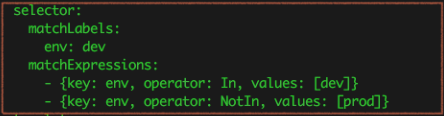 selector:
  matchLabels:
    env: dev
  matchExpressions:
    - {key: env, operator: In, values: [dev]}
    - {key: env, operator: NotIn, values: [prod]}